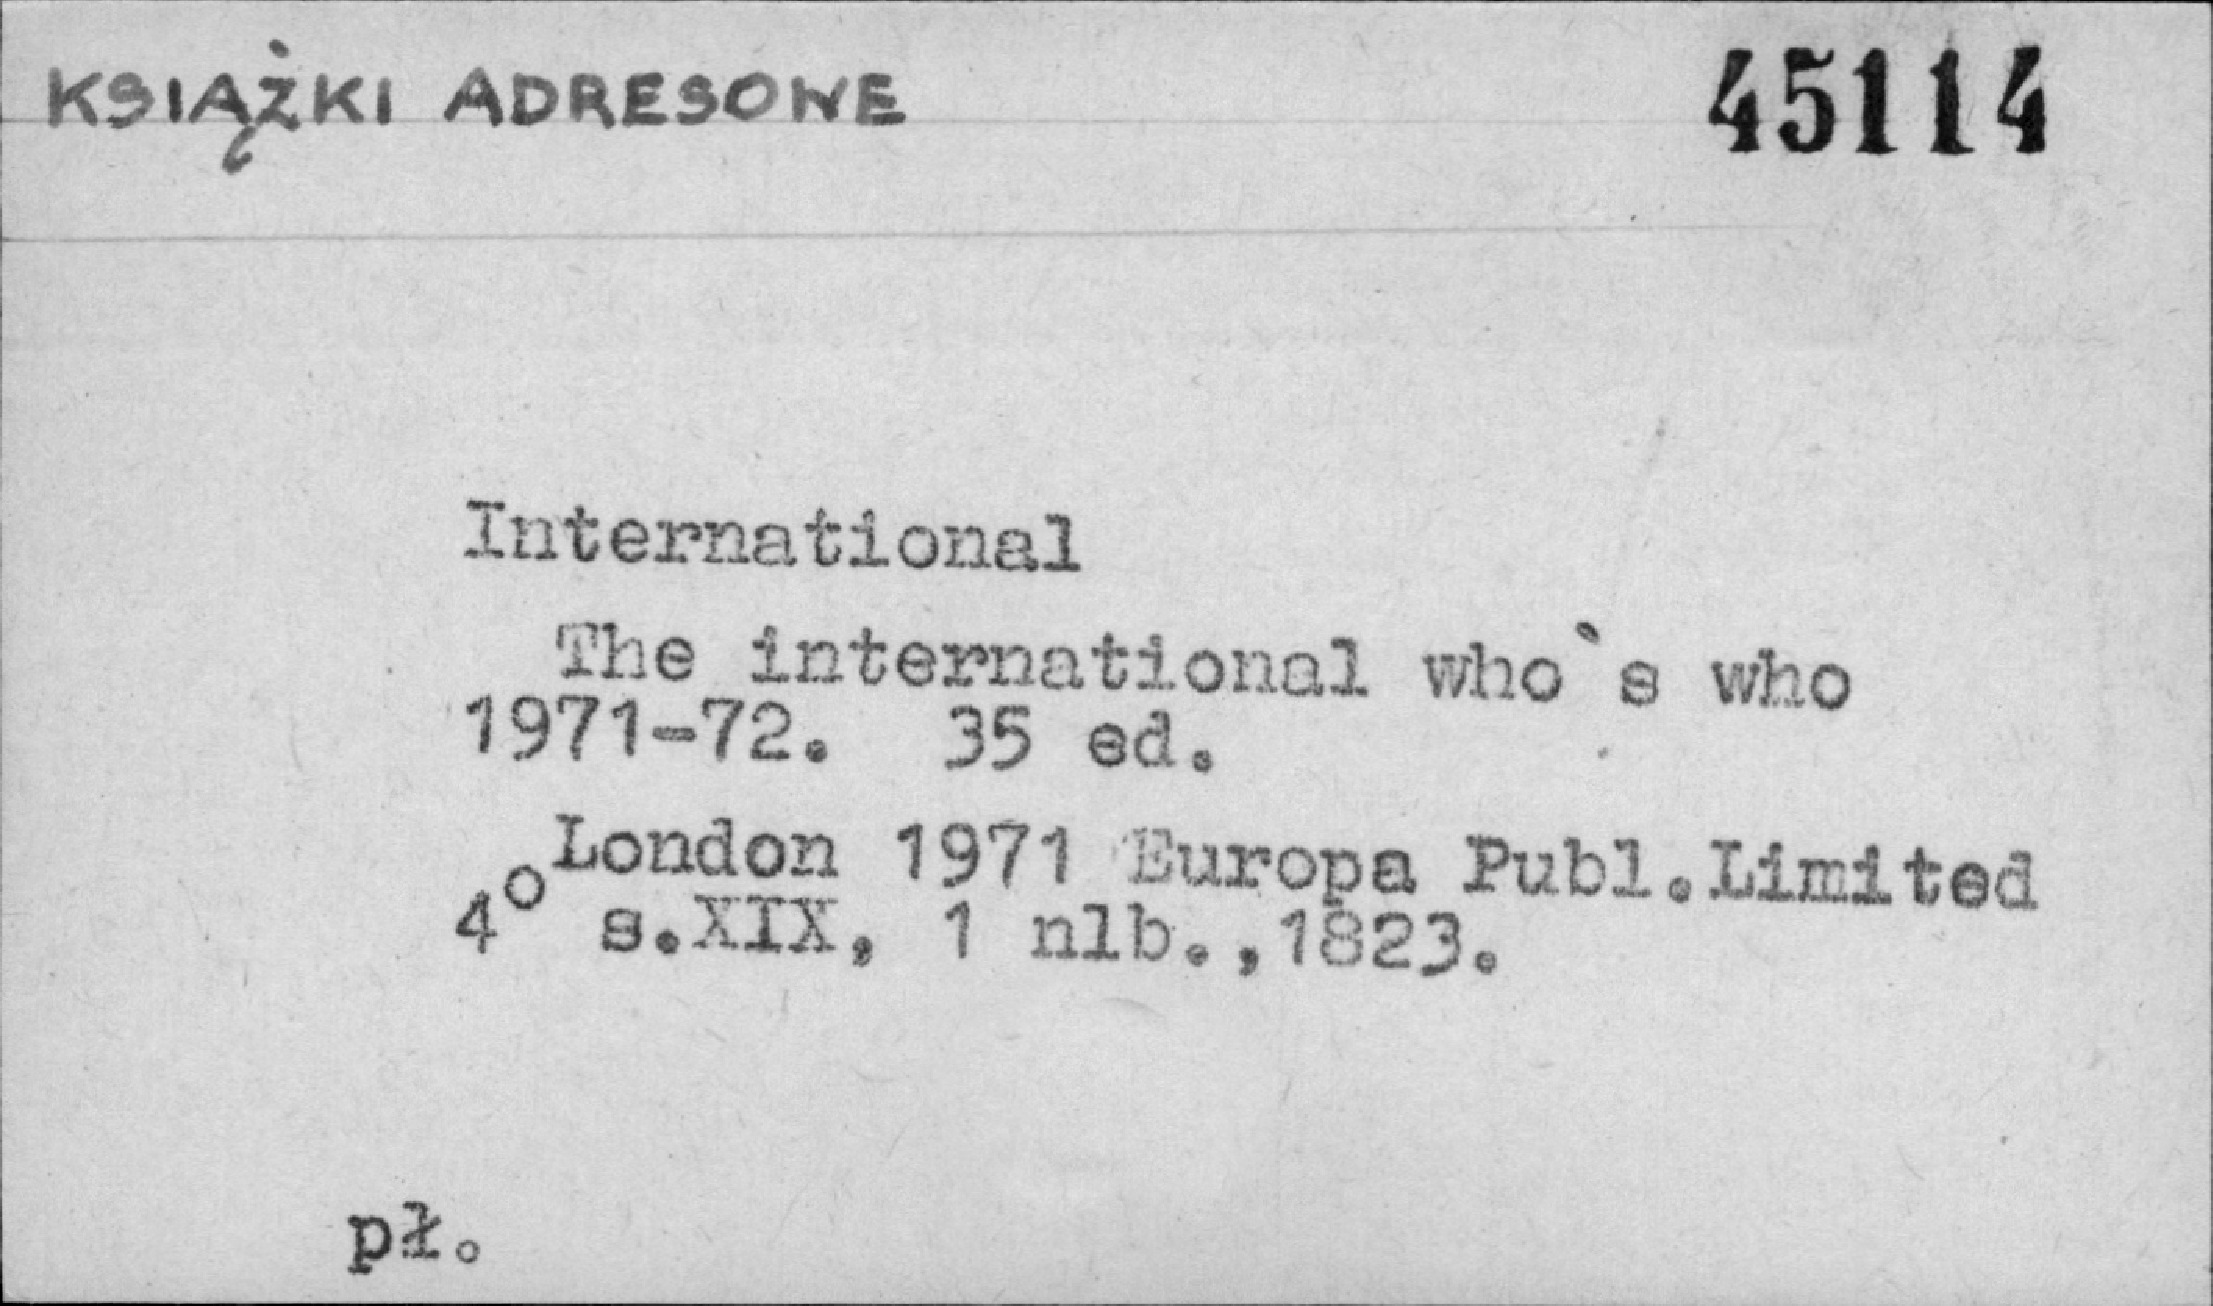 KSIĄŻKI ADRESOWE 45114
International
The international who`s who
1971-72. 35 ed.
London 1971 Europa Publ.Limited
4° s.XIX, 1 nlb.,1823.
pł.